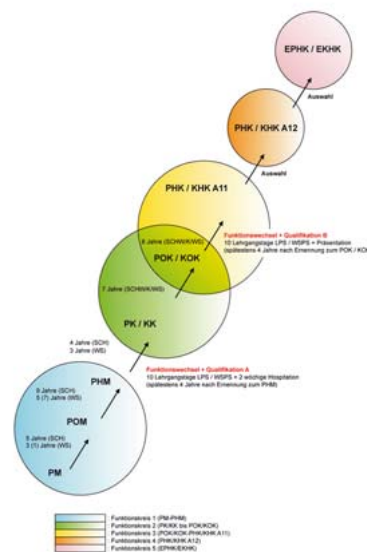 EPHK / EKHK
Auswahl
PHK / KHK A12
Auswahl
PHK / KHK A11
Funktionswechsel + Qualifikation B
10 Lehrgangstage LPS / WSPS + Präsentation
(spätestens 4 Jahre nach Ernennung zum POK / KOK
8 Jahre (SCHW/K/WS)
POK / KOK
7 Jahre (SCHW/K/WS)
PK / KK
4 Jahre (SCH)
3 Jahre (WS)
Funktionswechsel + Qualifikation A
10 Lehrgangstage LPS / WSPS + 2 wöchige Hospitation
(spätestens 4 Jahre nach Ernennung zum PHM)
PHM
9 Jahre (SCH)
5 (7) Jahre (WS)
POM
5 Jahre (SCH)
3 (1) Jahre (WS)
PM
Funktionskreis 1 (PM-PHM)
Funktionskreis 2 (PK/KK bis POK/KOK)
Funktionskreis 3 (POK/KOK-PHK/KHK A11)
Funktionskreis 4 (PHK/KHK A12)
Funktionskreis 5 (EPHK/EKHK)